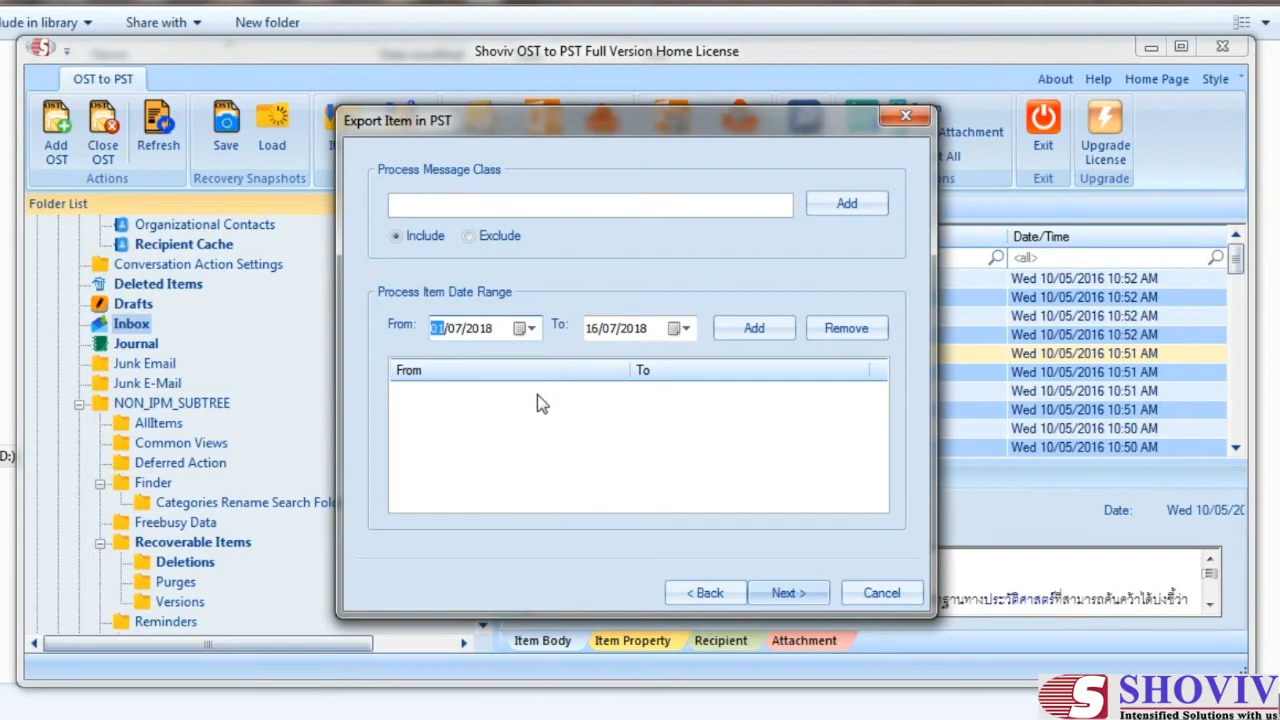 lude in library
Share with
New folder
Shoviv OST to PST Full Version Home License
OST to PST
About
Help
Home Page
Style
Add OST
Close OST
Refresh
Actions
Save
Load
Recovery Snapshots
Attachment
t All
ns
Exit
Exit
Upgrade License
Upgrade
Folder List
Organizational Contacts
Recipient Cache
Conversation Action Settings
Deleted Items
Drafts
Inbox
Journal
Junk Email
Junk E-Mail
NON_IPM_SUBTREE
AllItems
Common Views
Deferred Action
Finder
Categories Rename Search Fol
Freebusy Data
Recoverable Items
Deletions
Purges
Versions
Reminders
D:)
Export Item in PST
Process Message Class
Add
Include
Exclude
Process Item Date Range
From: 01/07/2018 To: 16/07/2018
Add
Remove
From
To
< Back
Next >
Cancel
Date/Time
<all>
Wed 10/05/2016 10:52 AM
Wed 10/05/2016 10:52 AM
Wed 10/05/2016 10:52 AM
Wed 10/05/2016 10:51 AM
Wed 10/05/2016 10:51 AM
Wed 10/05/2016 10:51 AM
Wed 10/05/2016 10:51 AM
Wed 10/05/2016 10:51 AM
Wed 10/05/2016 10:50 AM
Wed 10/05/2016 10:50 AM
Date: Wed 10/05/20
ฐานทางประวัติศาสตร์ที่สามารถค้นคว้าได้บ่งชี้ว่า
Item Body
Item Property
Recipient
Attachment
SHOVIV
Intensified Solutions with us